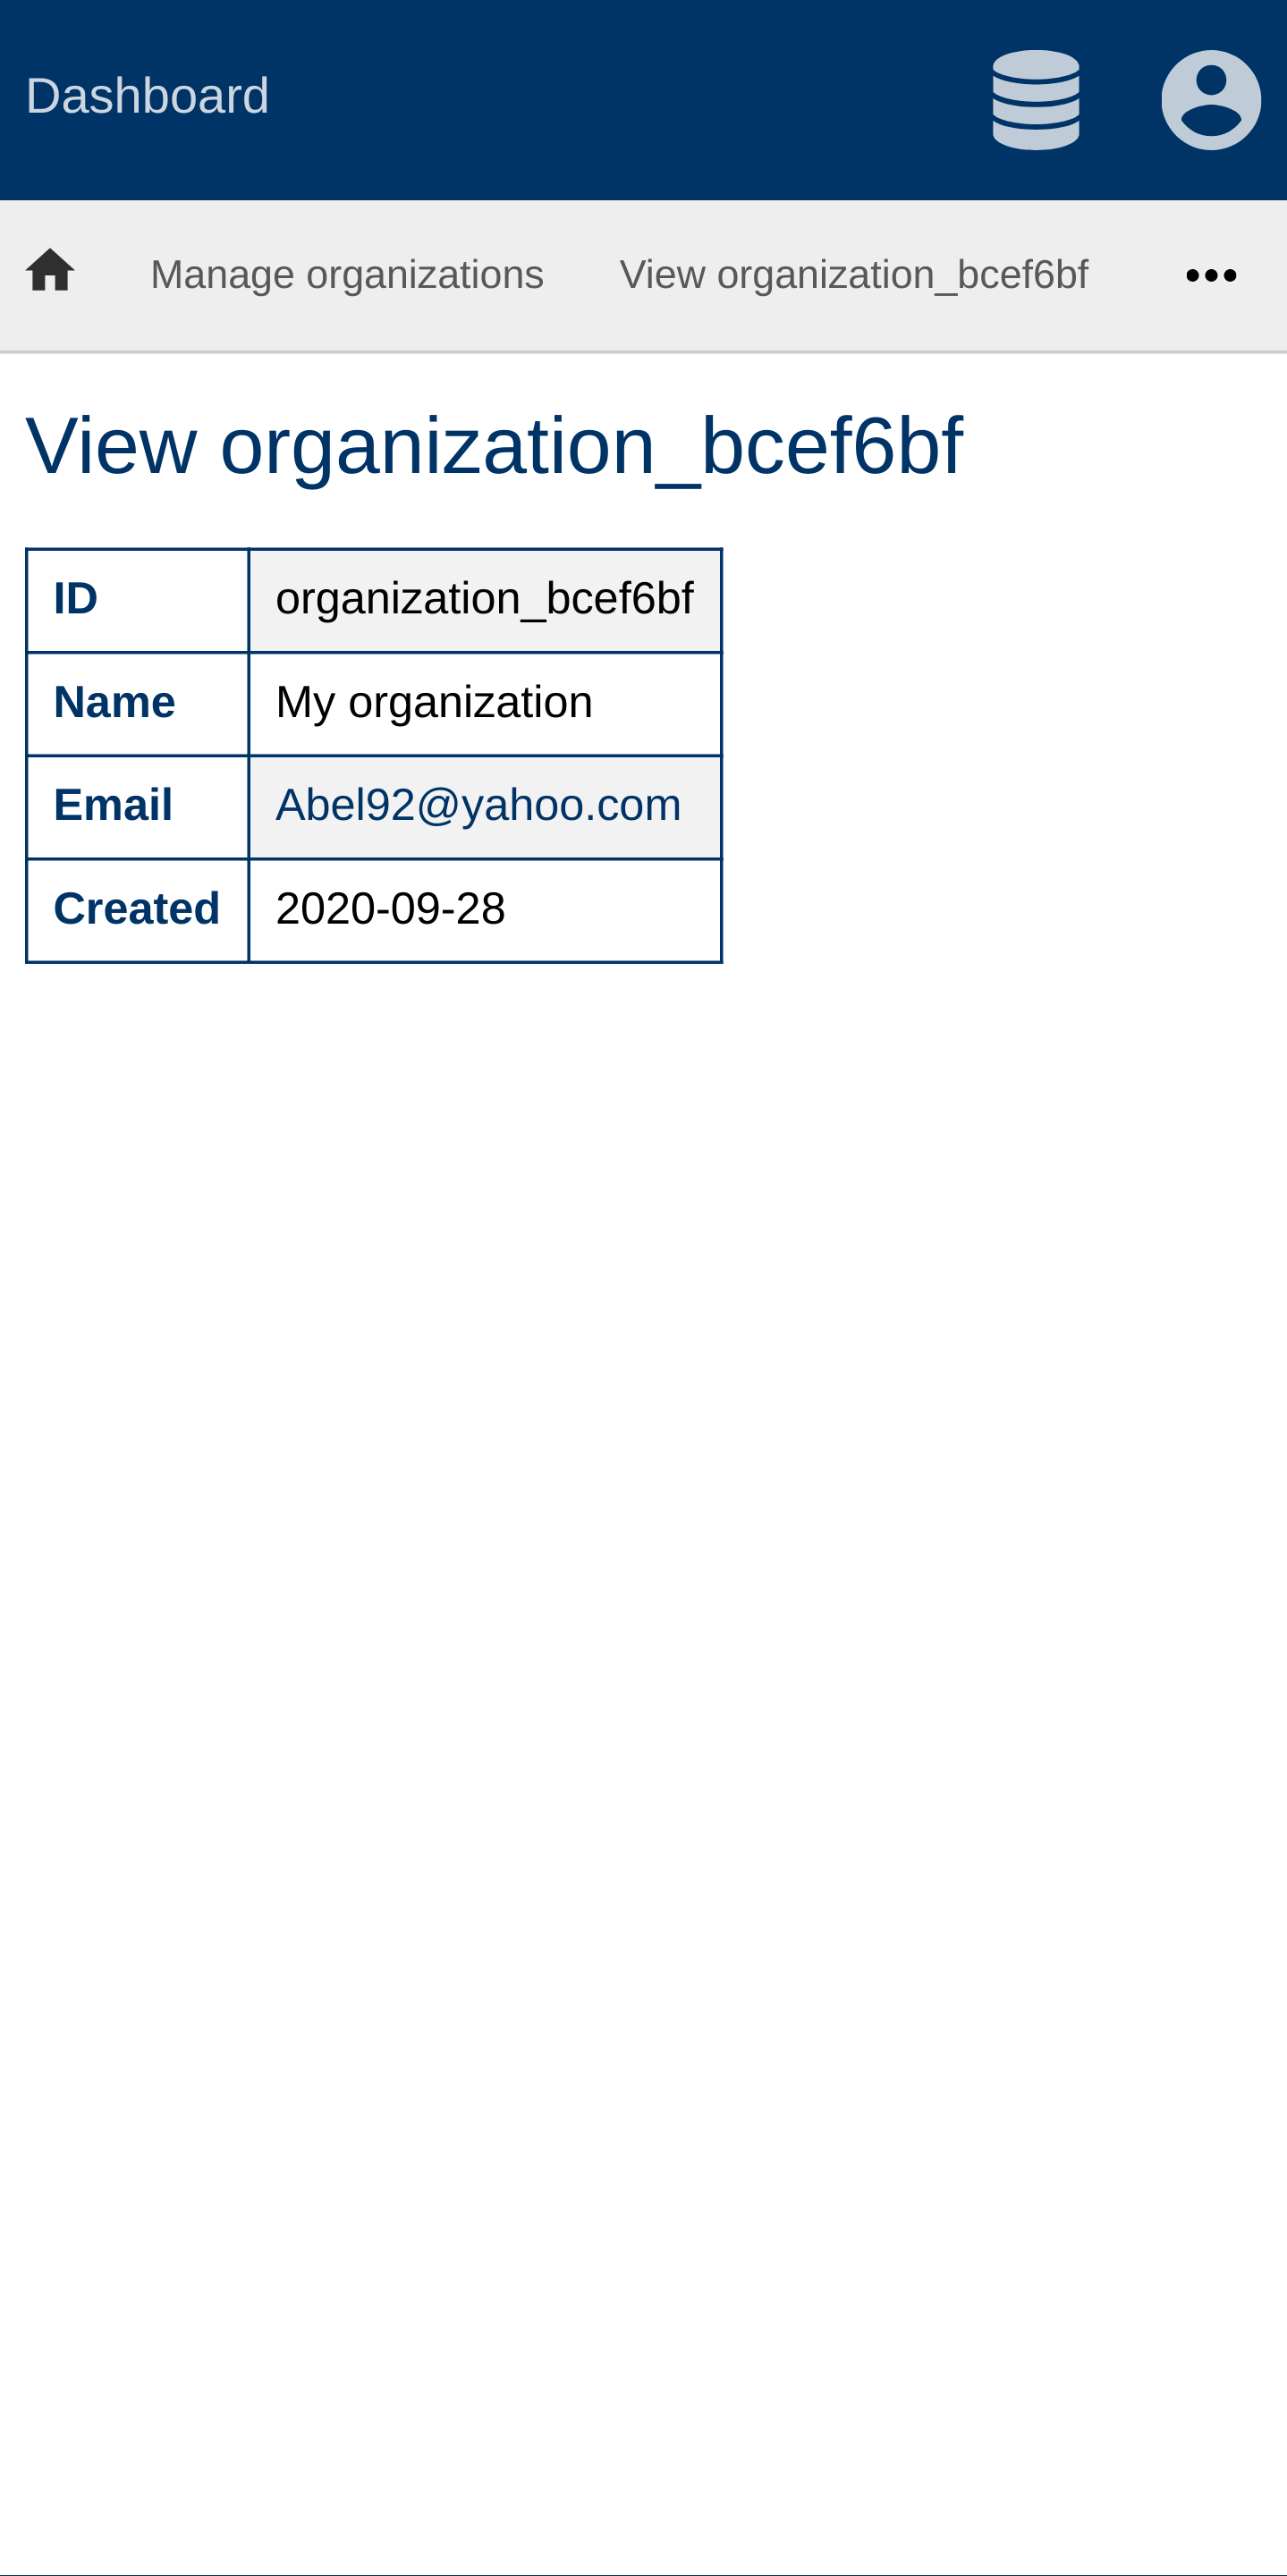 Dashboard
Manage organizations View organization_bcef6bf
View organization_bcef6bf
ID organization_bcef6bf
Name My organization
Email Abel92@yahoo.com
Created 2020-09-28